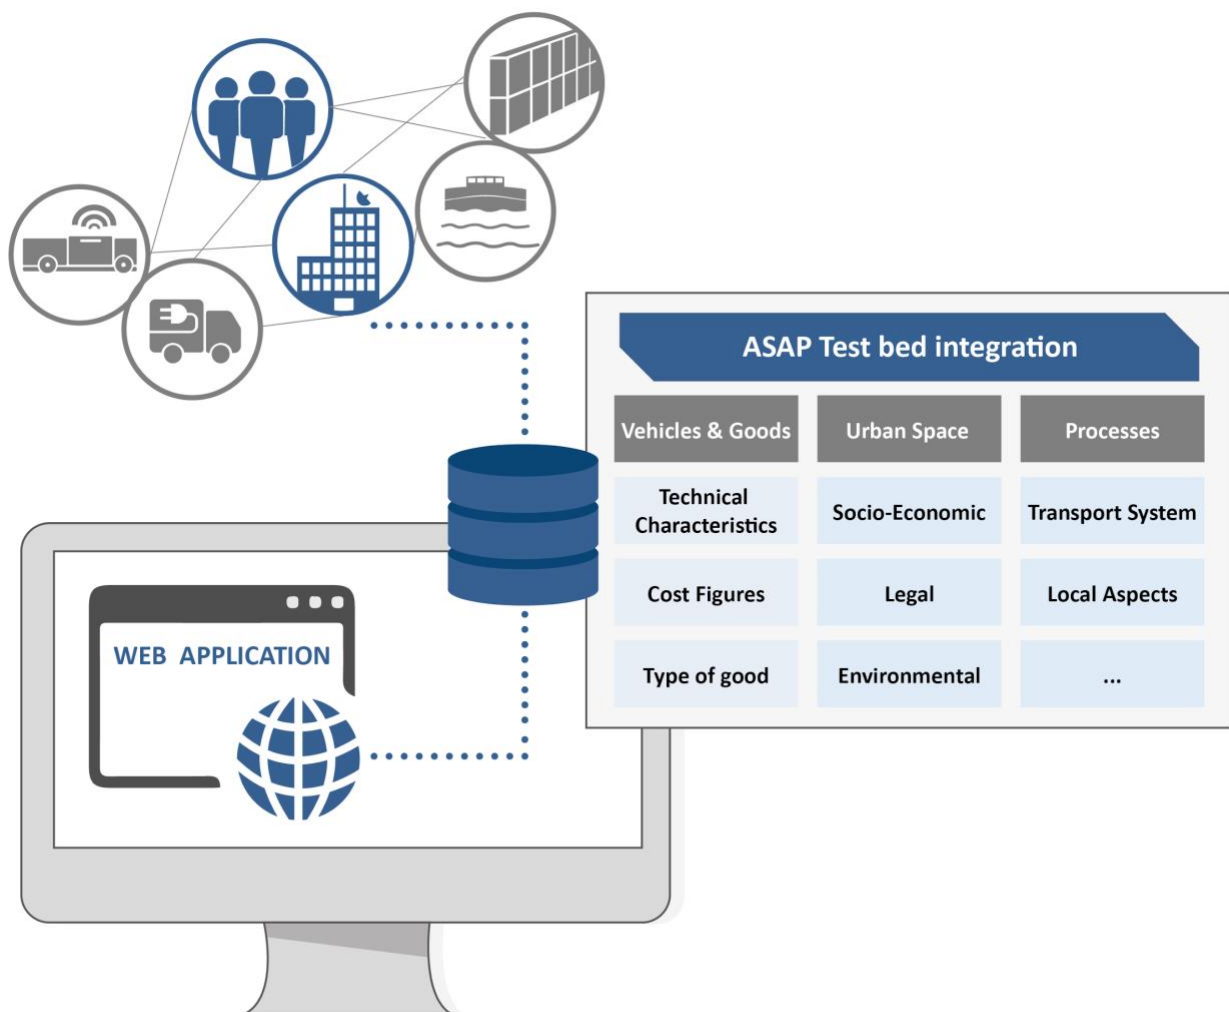 ASAP Test bed integration
Vehicles & Goods
Urban Space
Processes
Technical
Characteristics
Socio-Economic
Transport System
Cost Figures
Legal
Local Aspects
Type of good
Environmental
...
WEB APPLICATION